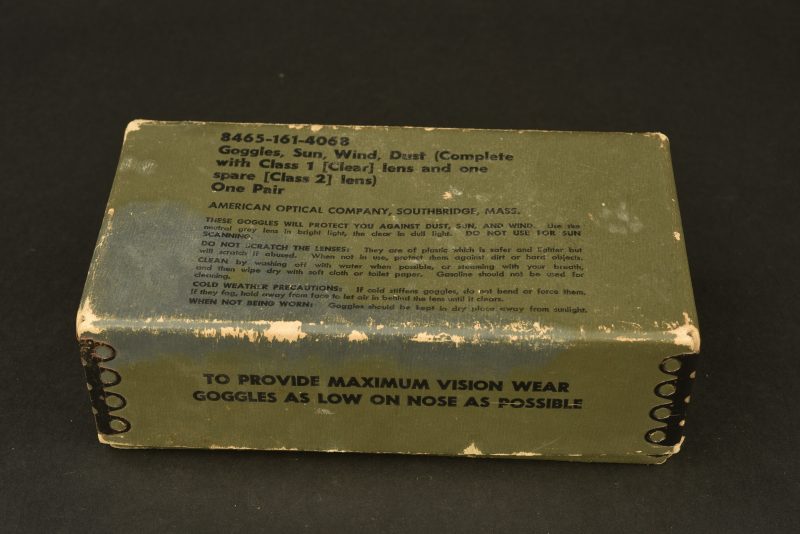 8465-161-4068
Goggles, Sun, Wind, Dust (Complete
with Class 1 [Clear] lens and one
spare [Class 2] lens)
One Pair
AMERICAN OPTICAL COMPANY, SOUTHBRIDGE, MASS.
THESE GOGGLES WILL PROTECT YOU AGAINST DUST, SUN, AND WIND. Use the
neutral grey lens in bright light, the clear in dull light. DO NOT USE FOR SUN
SCANNING.
DO NOT SCRATCH THE LENSES: They are of plastic which is safer and lighter but
will scratch if abused. When not in use, protect them against dirt or hard objects.
CLEAN by washing off with water when possible, or steaming with your breath,
and then wipe dry with soft cloth or toilet paper. Gasoline should not be used for
cleaning.
COLD WEATHER PRECAUTIONS: If cold stiffens goggles, do not bend or force them.
If they fog, hold away from face to let air in behind the lens until it clears.
WHEN NOT BEING WORN: Goggles should be kept in dry place away from sunlight.
TO PROVIDE MAXIMUM VISION WEAR
GOGGLES AS LOW ON NOSE AS POSSIBLE